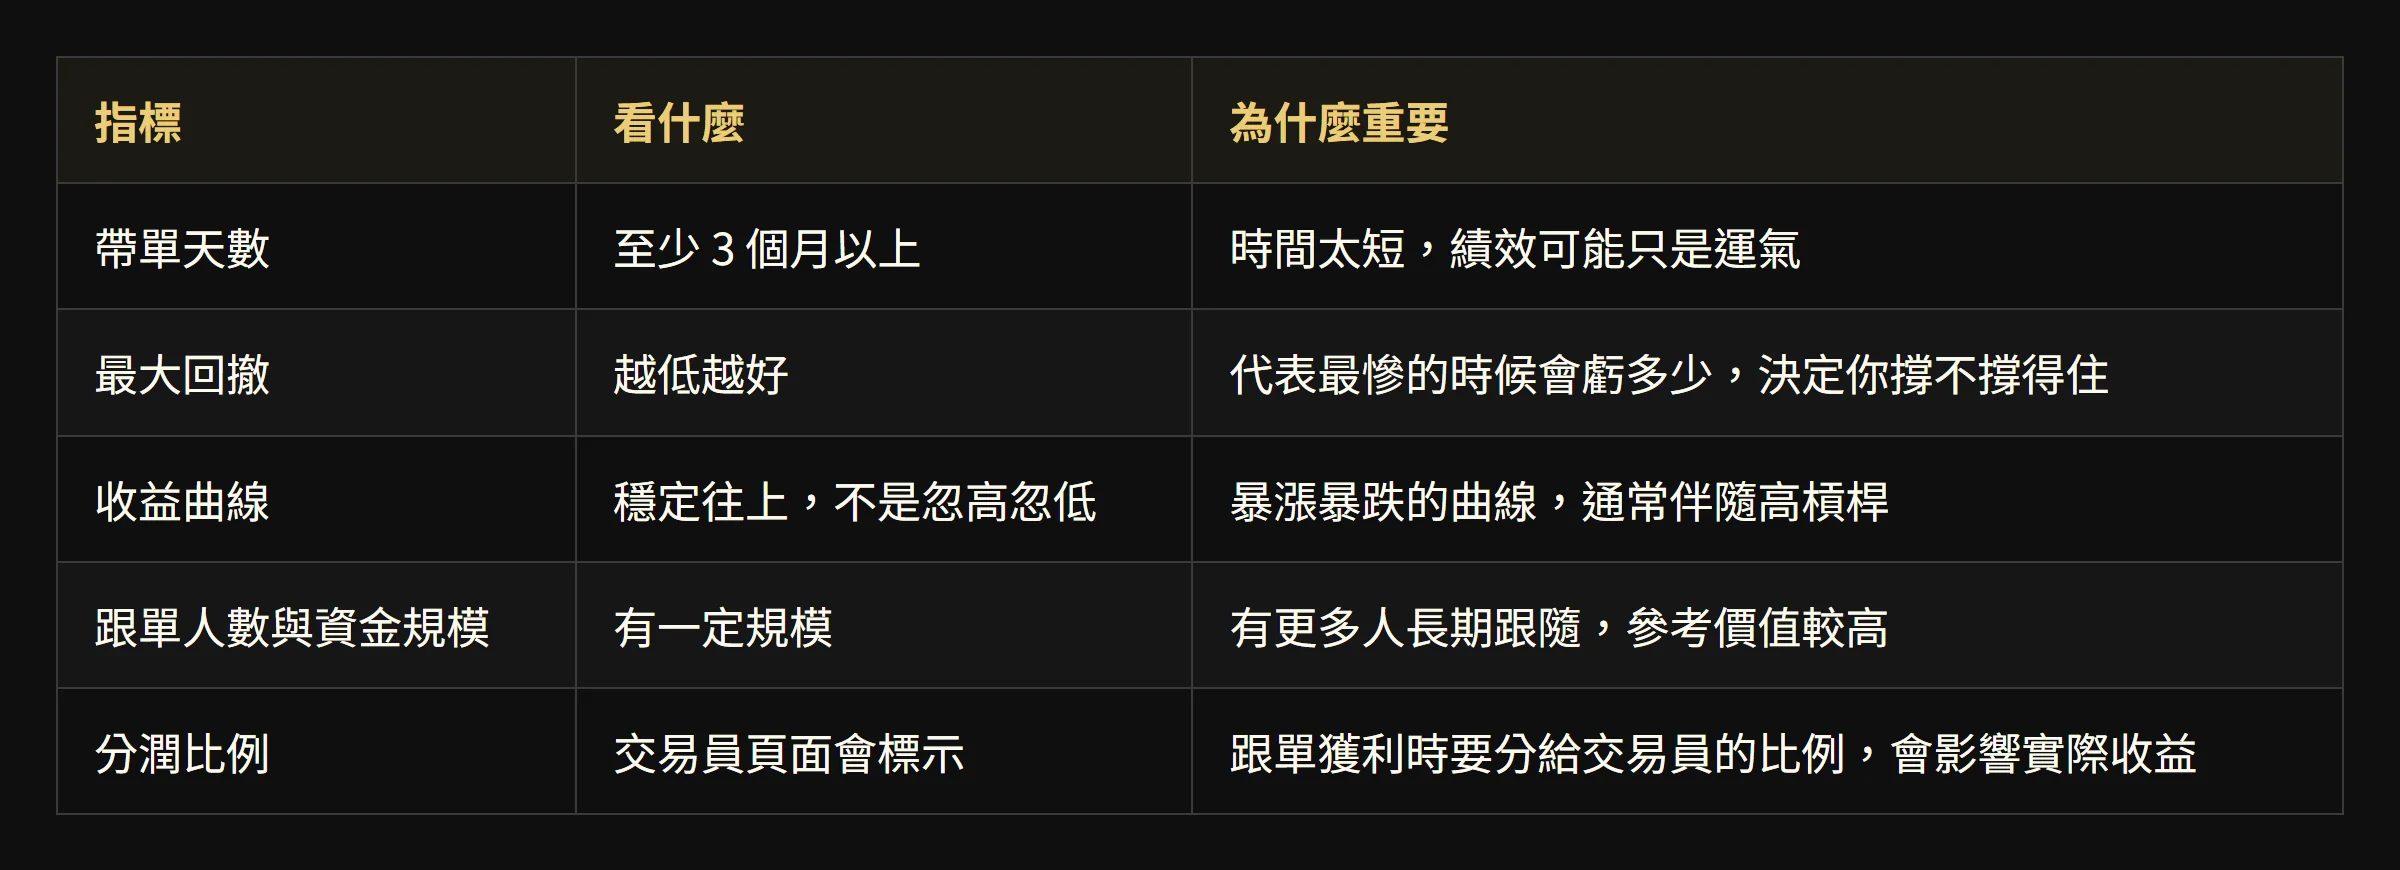 指標 看什麼 為什麼重要
帶單天數 至少 3 個月以上 時間太短，績效可能只是運氣
最大回撤 越低越好 代表最慘的時候會虧多少，決定你撐不撐得住
收益曲線 穩定往上，不是忽高忽低 暴漲暴跌的曲線，通常伴隨高槓桿
跟單人數與資金規模 有一定規模 有更多人長期跟隨，參考價值較高
分潤比例 交易員頁面會標示 跟單獲利時要分給交易員的比例，會影響實際收益